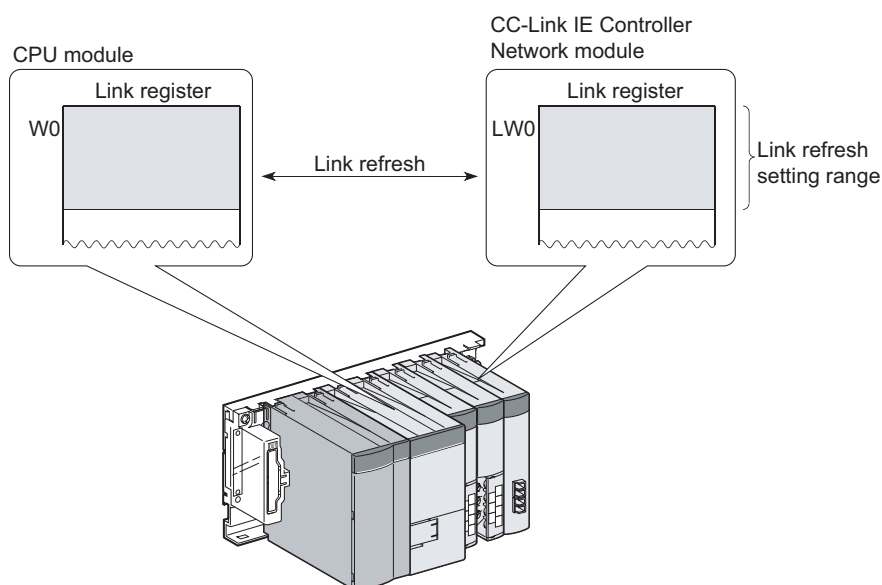 CC-Link IE Controller
Network module
CPU module
Link register
W0
Link refresh
Link register
LW0
Link refresh
setting range